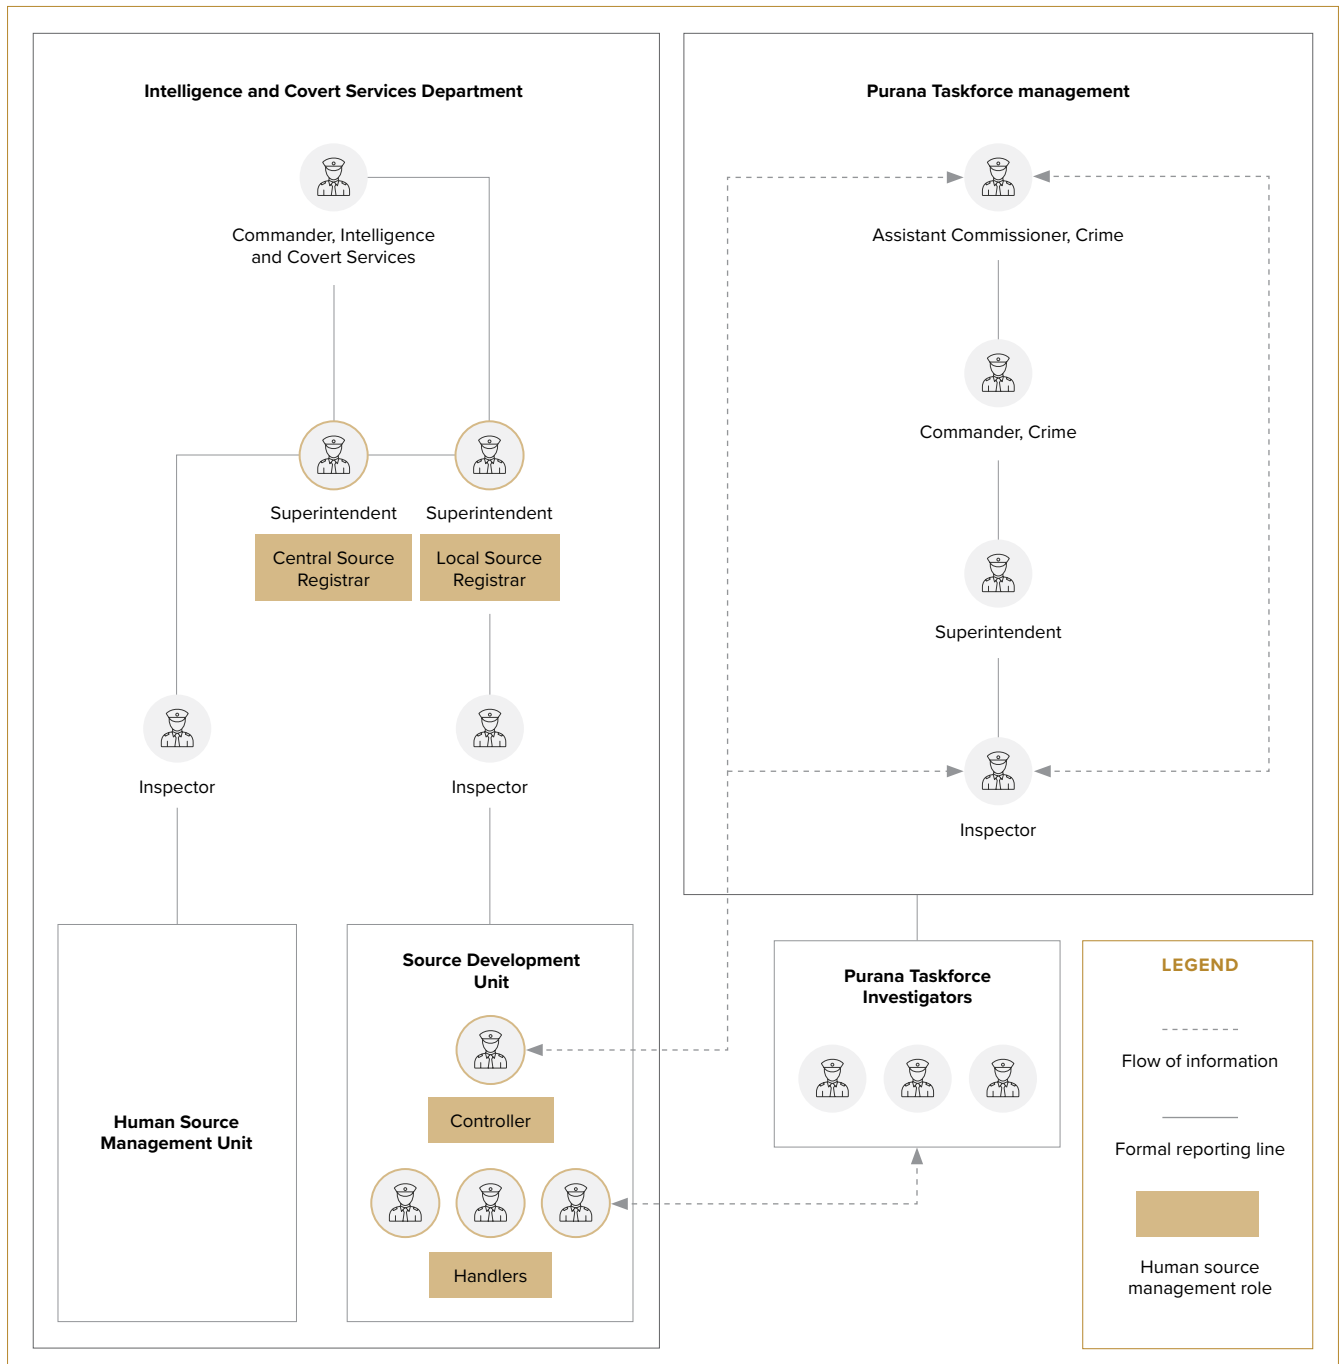 Intelligence and Covert Services Department
Commander, Intelligence
and Covert Services
Superintendent
Central Source
Registrar
Superintendent
Local Source
Registrar
Inspector
Inspector
Human Source
Management Unit
Source Development
Unit
Controller
Handlers
Purana Taskforce management
Assistant Commissioner, Crime
Commander, Crime
Superintendent
Inspector
Purana Taskforce
Investigators
LEGEND
Flow of information
Formal reporting line
Human source
management role